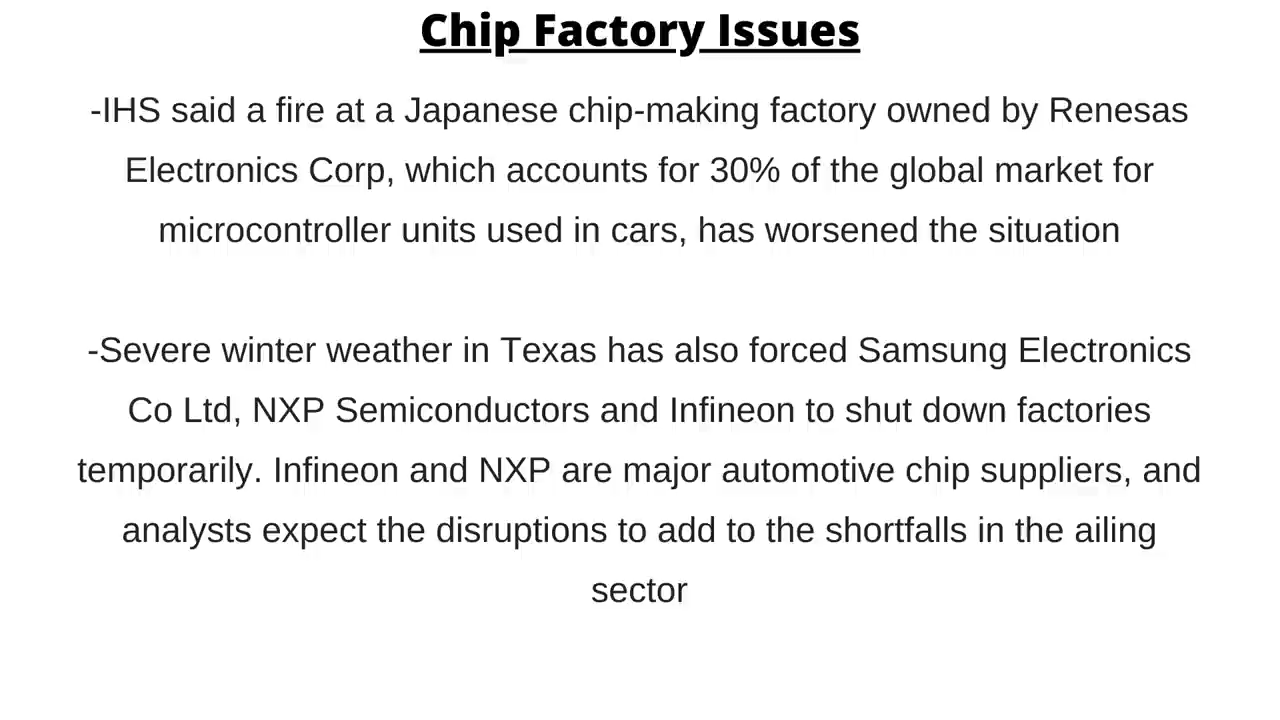 Chip Factory Issues
-IHS said a fire at a Japanese chip-making factory owned by Renesas
Electronics Corp, which accounts for 30% of the global market for
microcontroller units used in cars, has worsened the situation
-Severe winter weather in Texas has also forced Samsung Electronics
Co Ltd, NXP Semiconductors and Infineon to shut down factories
temporarily. Infineon and NXP are major automotive chip suppliers, and
analysts expect the disruptions to add to the shortfalls in the ailing
sector